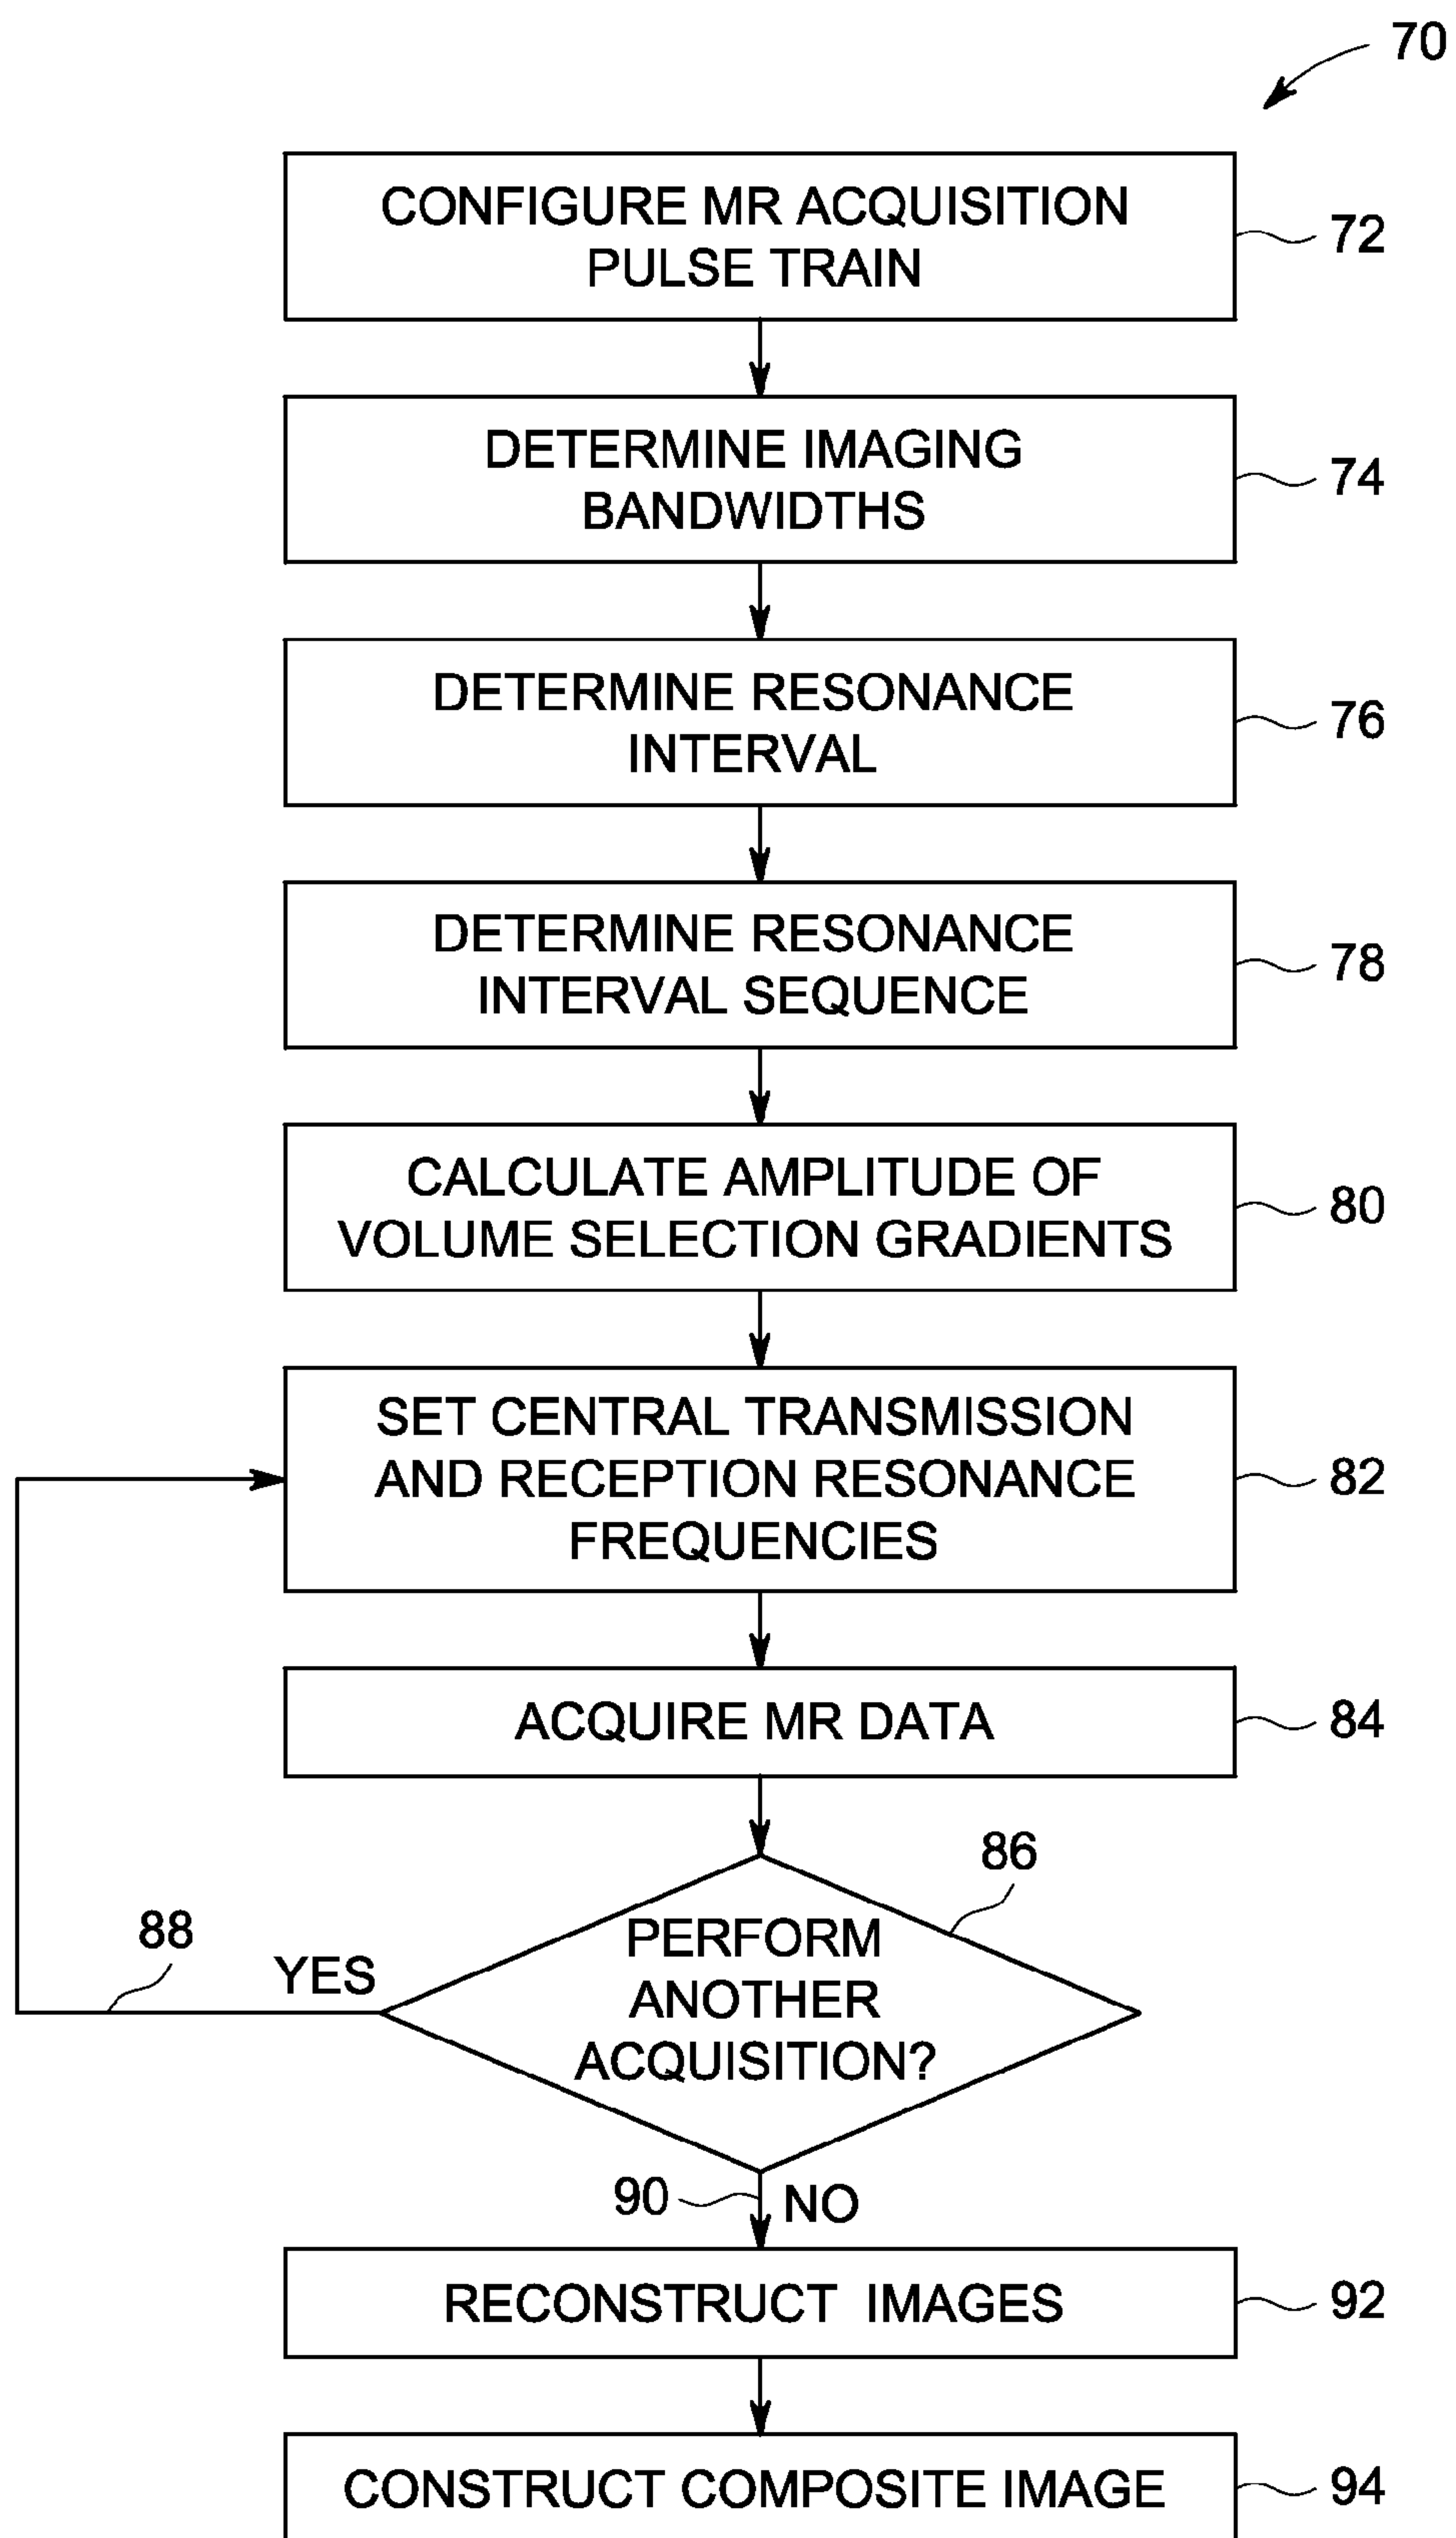 70
CONFIGURE MR ACQUISITION
PULSE TRAIN
72
DETERMINE IMAGING
BANDWIDTHS
74
DETERMINE RESONANCE
INTERVAL
76
DETERMINE RESONANCE
INTERVAL SEQUENCE
78
CALCULATE AMPLITUDE OF
VOLUME SELECTION GRADIENTS
80
SET CENTRAL TRANSMISSION
AND RECEPTION RESONANCE
FREQUENCIES
82
ACQUIRE MR DATA
84
86
PERFORM
ANOTHER
ACQUISITION?
88
YES
90
NO
RECONSTRUCT IMAGES
92
CONSTRUCT COMPOSITE IMAGE
94